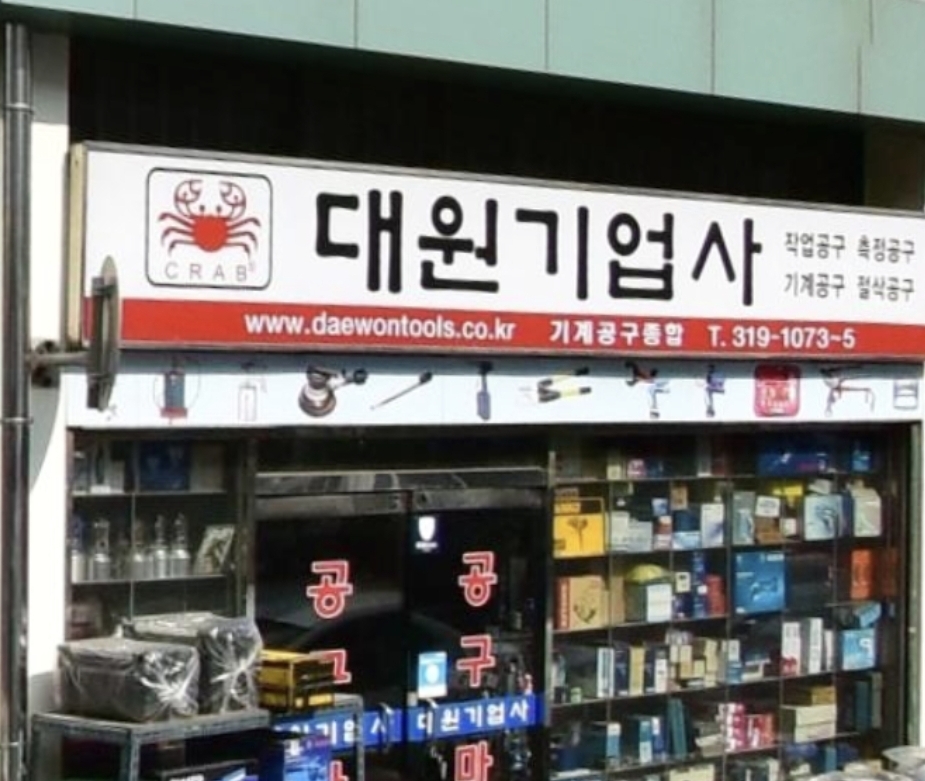 CRAB
대원기업사
작업공구 측정공구
기계공구 절삭공구
www.daewontools.co.kr 기계공구종합 T. 319-1073~5
공 공
구 구
마
대원기업사